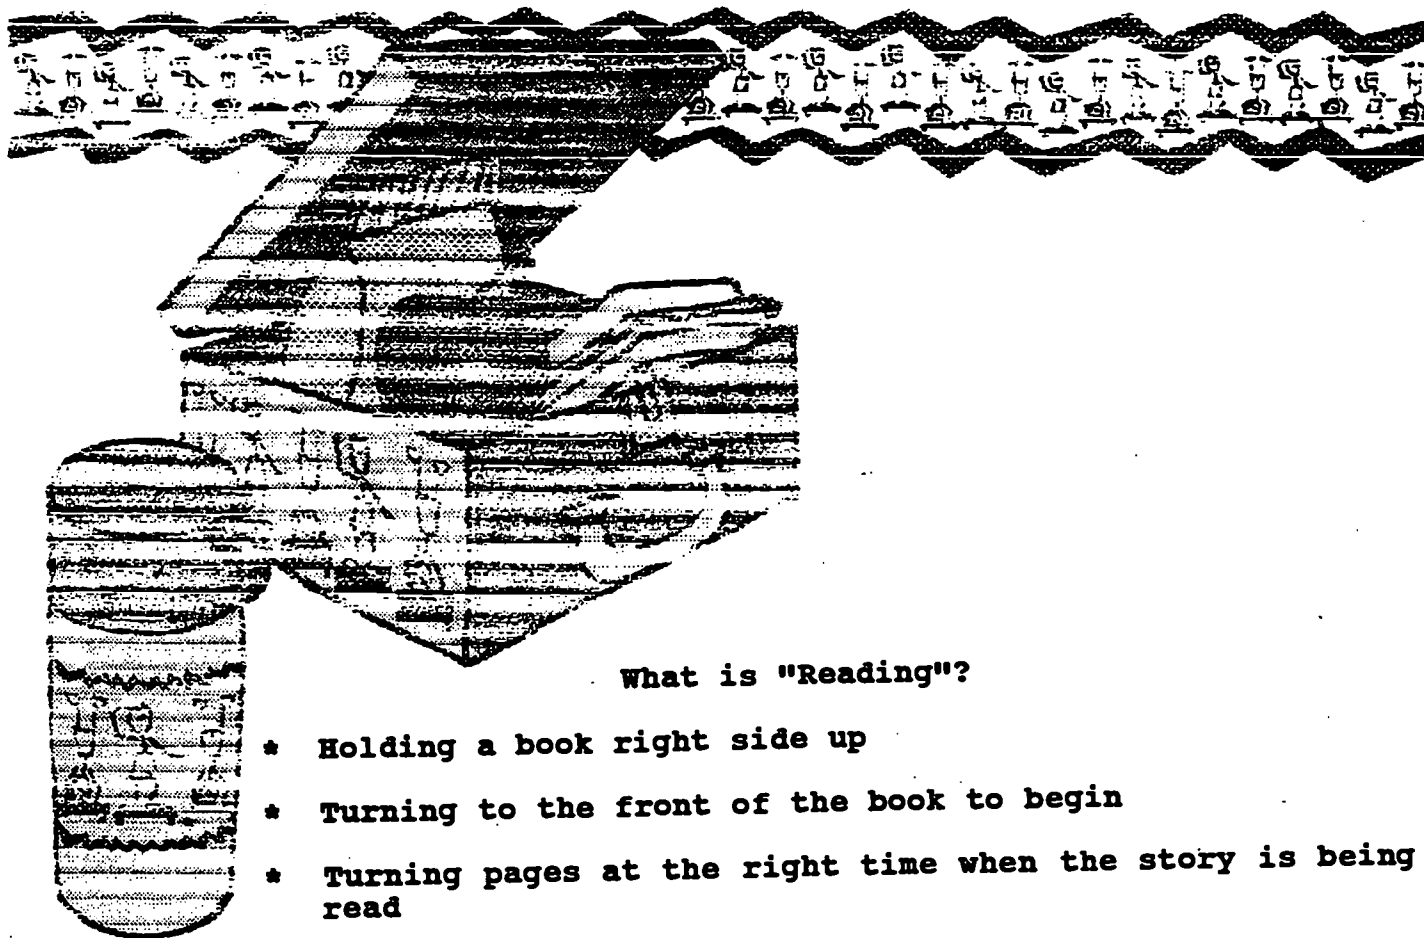 What is "Reading"?
* Holding a book right side up
* Turning to the front of the book to begin
* Turning pages at the right time when the story is being
read